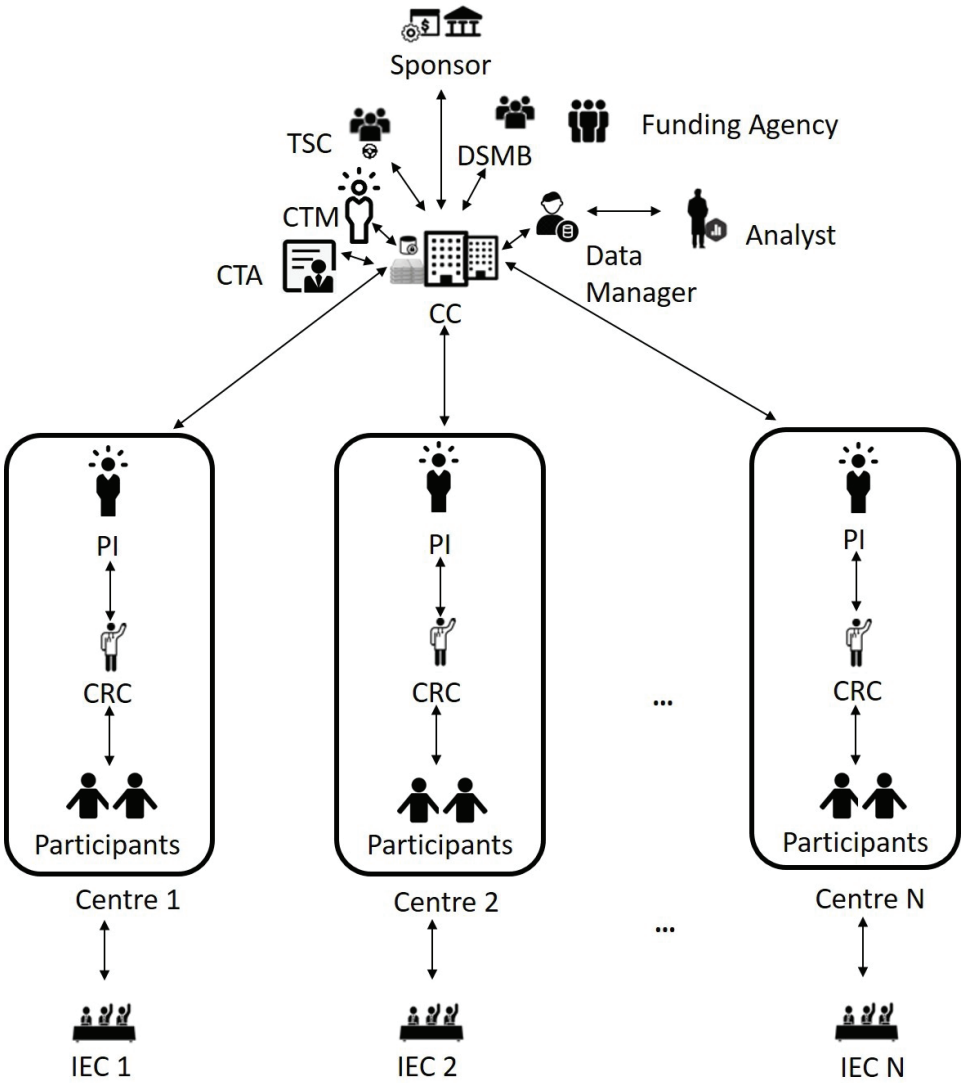 Sponsor
Funding Agency
TSC
DSMB
CTM
Analyst
CTA
Data
Manager
CC
PI
PI
PI
CRC
CRC
CRC
...
Participants
Participants
Participants
Centre 1
Centre 2
Centre N
...
IEC 1
IEC 2
IEC N